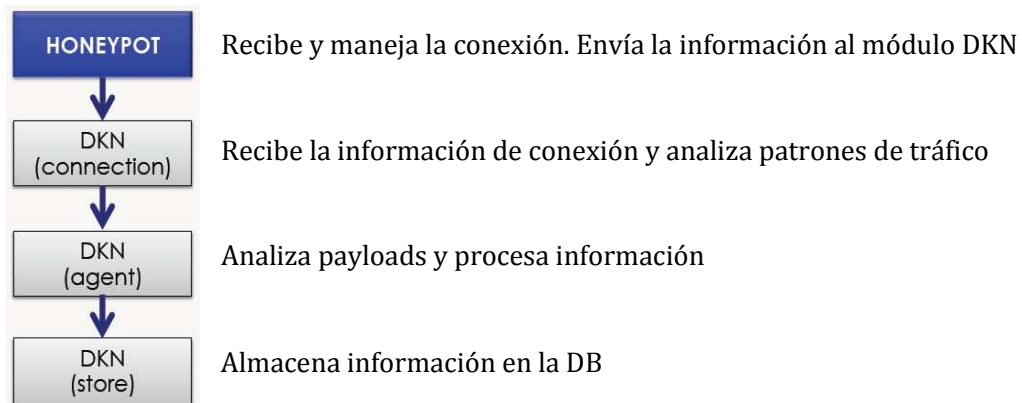 HONEYPOT
Recibe y maneja la conexión. Envía la información al módulo DKN
DKN
(connection)
Recibe la información de conexión y analiza patrones de tráfico
DKN
(agent)
Analiza payloads y procesa información
DKN
(store)
Almacena información en la DB